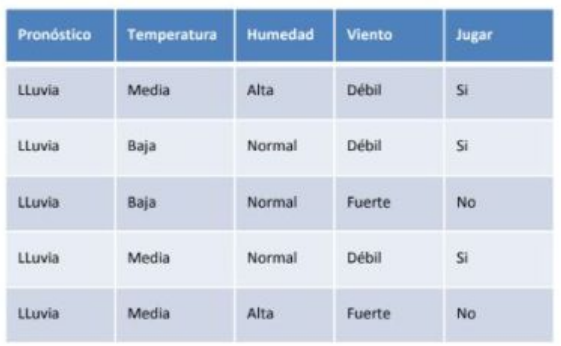 Pronóstico Temperatura Humedad Viento Jugar
LLuvia Media Alta Débil Si
LLuvia Baja Normal Débil Si
LLuvia Baja Normal Fuerte No
LLuvia Media Normal Débil Si
LLuvia Media Alta Fuerte No